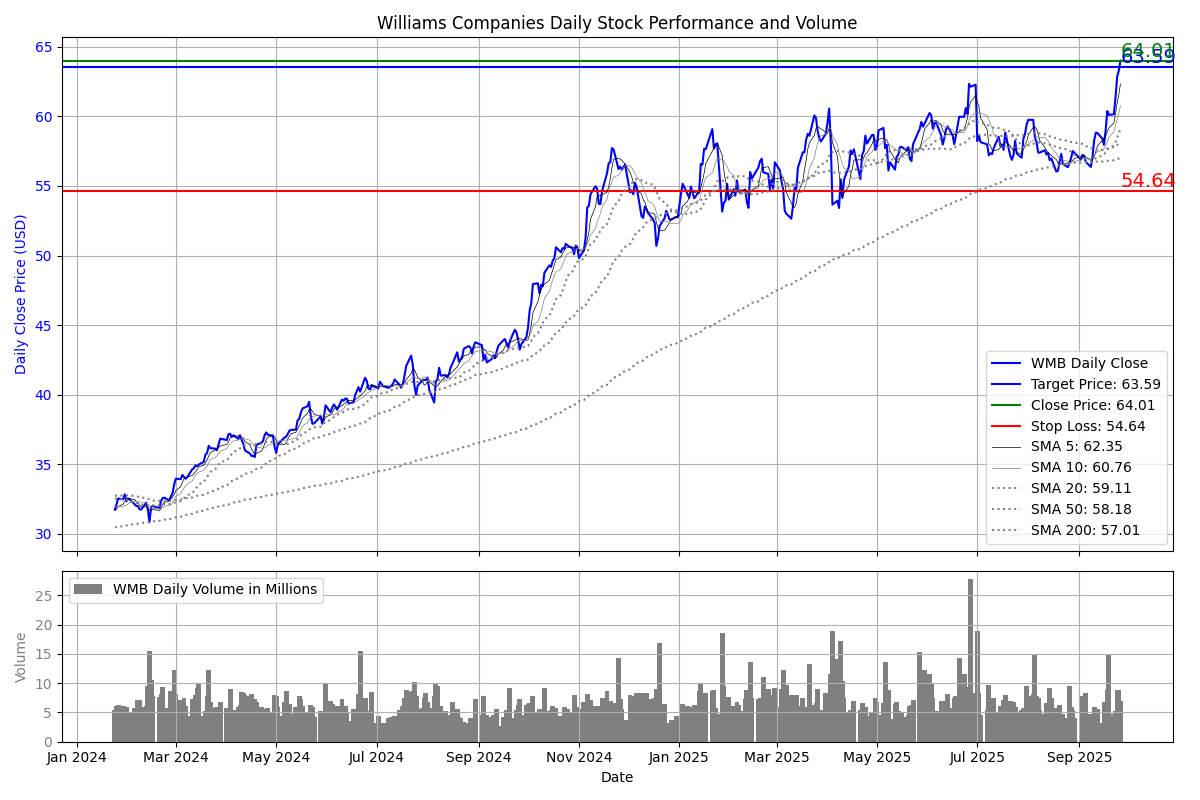 Williams Companies Daily Stock Performance and Volume
65
60
55
50
45
40
35
30
Daily Close Price (USD)
64.01
63.59
54.64
WMB Daily Close
Target Price: 63.59
Close Price: 64.01
Stop Loss: 54.64
SMA 5: 62.35
SMA 10: 60.76
SMA 20: 59.11
SMA 50: 58.18
SMA 200: 57.01
WMB Daily Volume in Millions
25
20
15
10
5
0
Volume
Jan 2024 Mar 2024 May 2024 Jul 2024 Sep 2024 Nov 2024 Jan 2025 Mar 2025 May 2025 Jul 2025 Sep 2025
Date